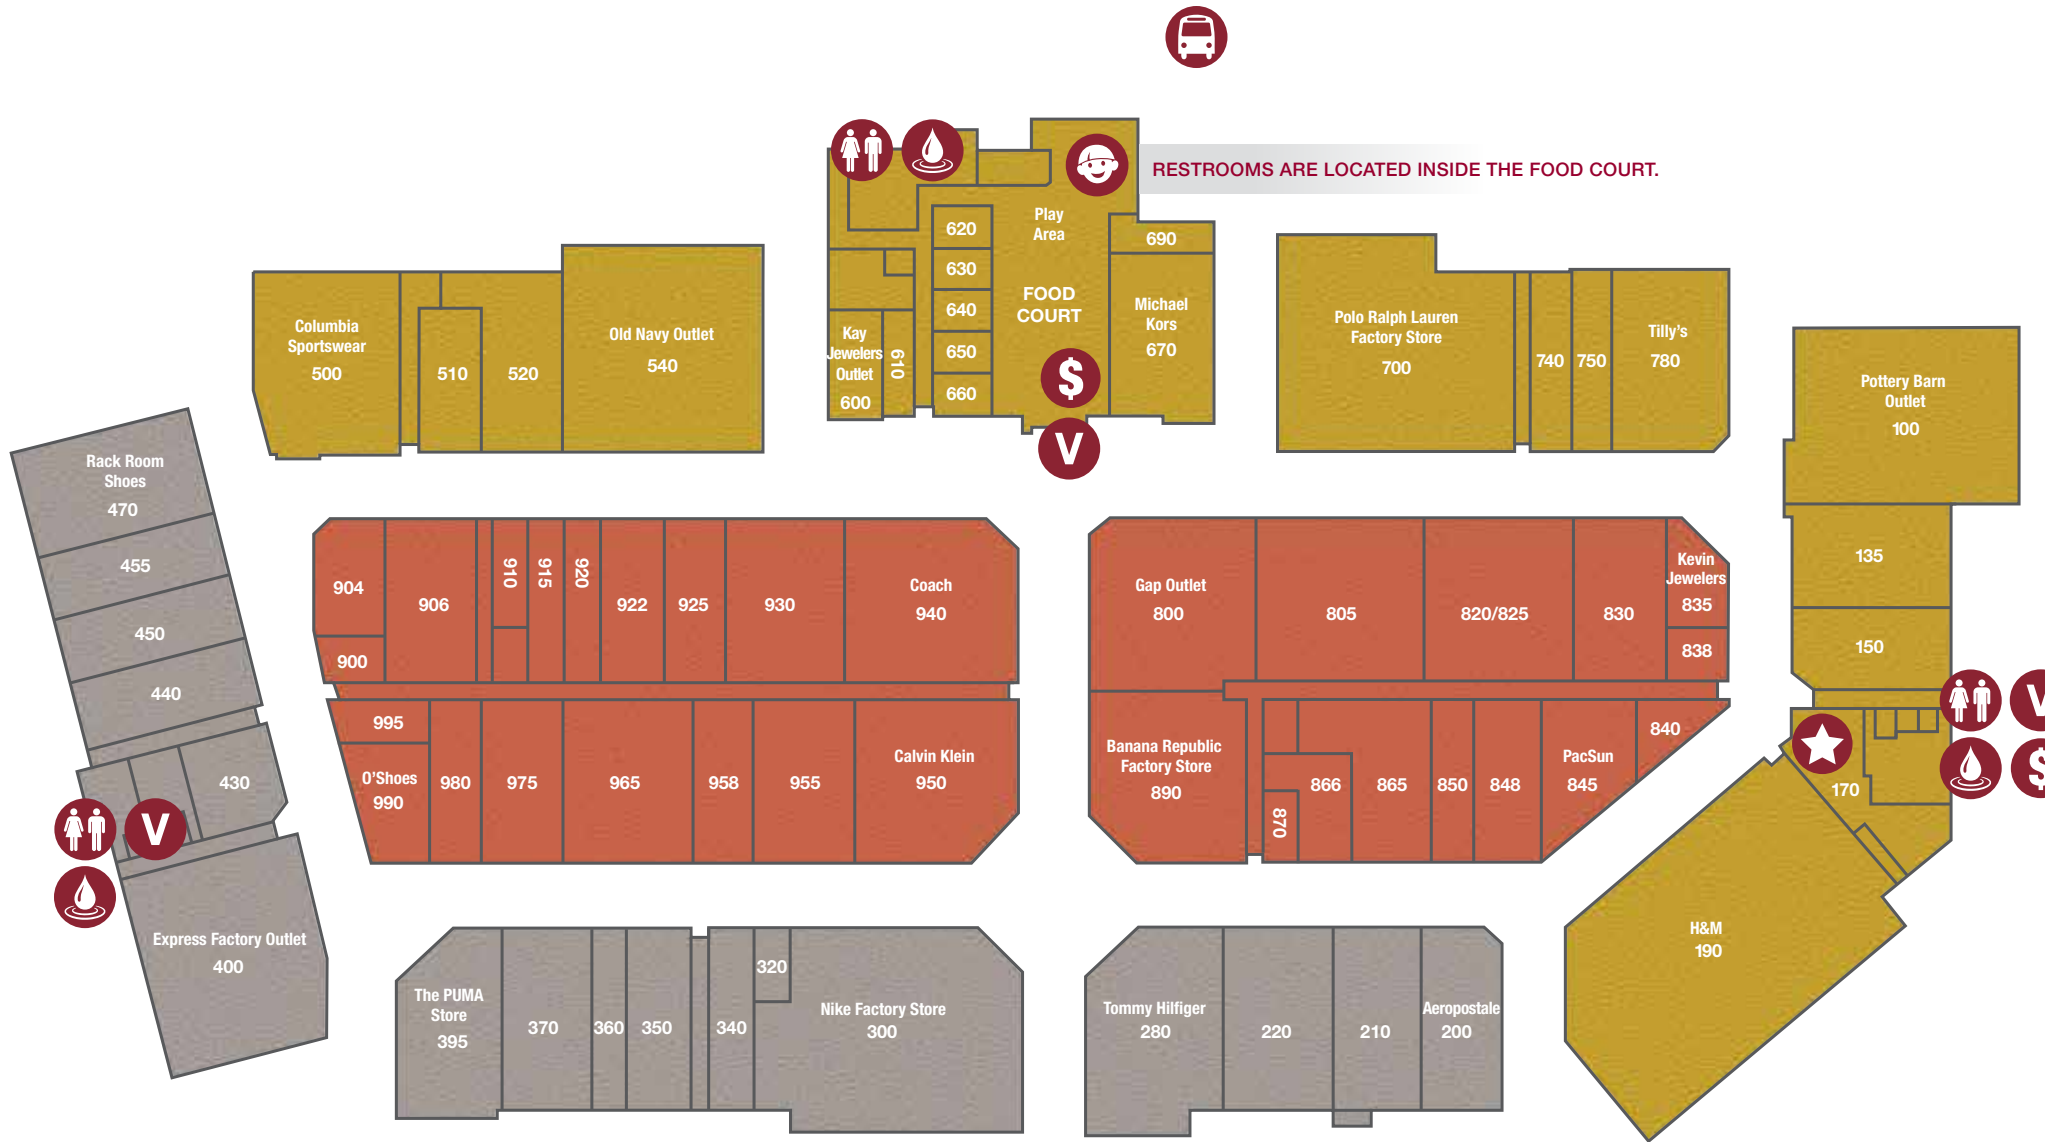 RESTROOMS ARE LOCATED INSIDE THE FOOD COURT.
Play
Area
620
630
640
650
660
690
FOOD
COURT
Michael
Kors
670
Kay
Jewelers
Outlet
600
610
$
V
Columbia
Sportswear
500
510
520
Old Navy Outlet
540
Polo Ralph Lauren
Factory Store
700
740
750
Tilly's
780
Pottery Barn
Outlet
100
135
150
V
$
170
H&M
190
Rack Room
Shoes
470
455
450
440
430
V
Express Factory Outlet
400
904
900
906
910
915
920
922
925
930
Coach
940
995
O'Shoes
990
980
975
965
958
955
Calvin Klein
950
Gap Outlet
800
805
820/825
830
Kevin
Jewelers
835
838
Banana Republic
Factory Store
890
870
866
865
850
848
PacSun
845
840
The PUMA
Store
395
370
360
350
340
320
Nike Factory Store
300
Tommy Hilfiger
280
220
210
Aeropostale
200